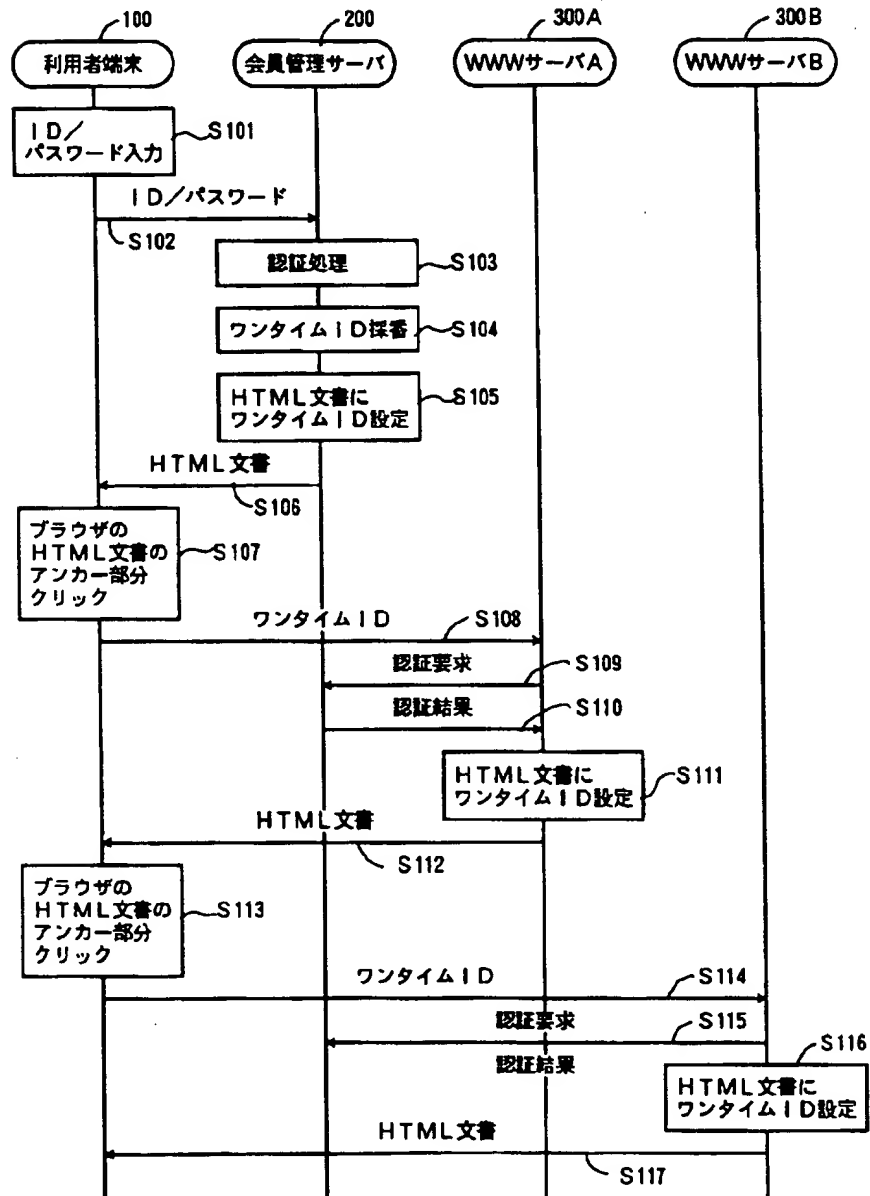 100
200
300A
300B
利用者端末
会員管理サーバ
WWWサーバA
WWWサーバB
ID/
パスワード入力
S101
ID/パスワード
S102
認証処理
S103
ワンタイムID採番
S104
HTML文書に
ワンタイムID設定
S105
HTML文書
S106
ブラウザの
HTML文書の
アンカー部分
クリック
S107
ワンタイムID
S108
認証要求
S109
認証結果
S110
HTML文書に
ワンタイムID設定
S111
HTML文書
S112
ブラウザの
HTML文書の
アンカー部分
クリック
S113
ワンタイムID
S114
認証要求
S115
認証結果
S116
HTML文書に
ワンタイムID設定
HTML文書
S117